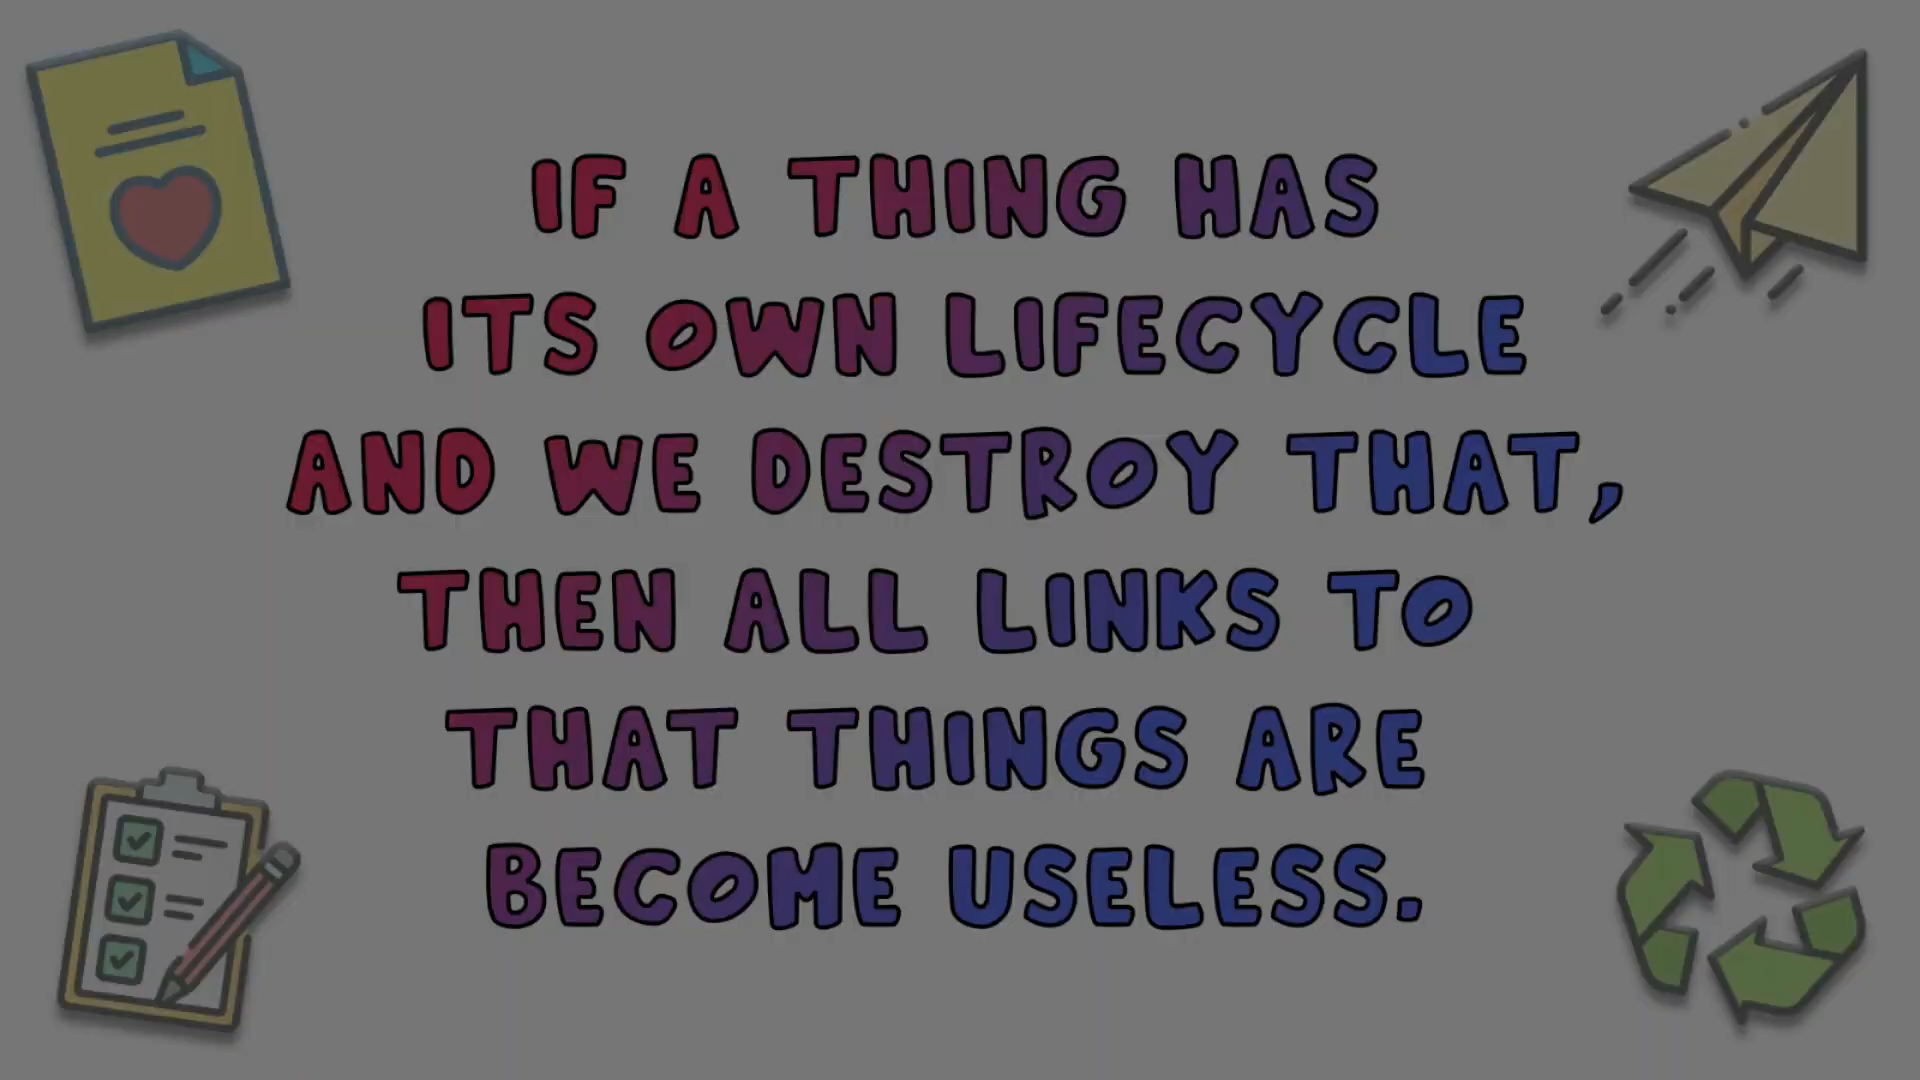 IF A THING HAS
ITS OWN LIFECYCLE
AND WE DESTROY THAT,
THEN ALL LINKS TO
THAT THINGS ARE
BECOME USELESS.